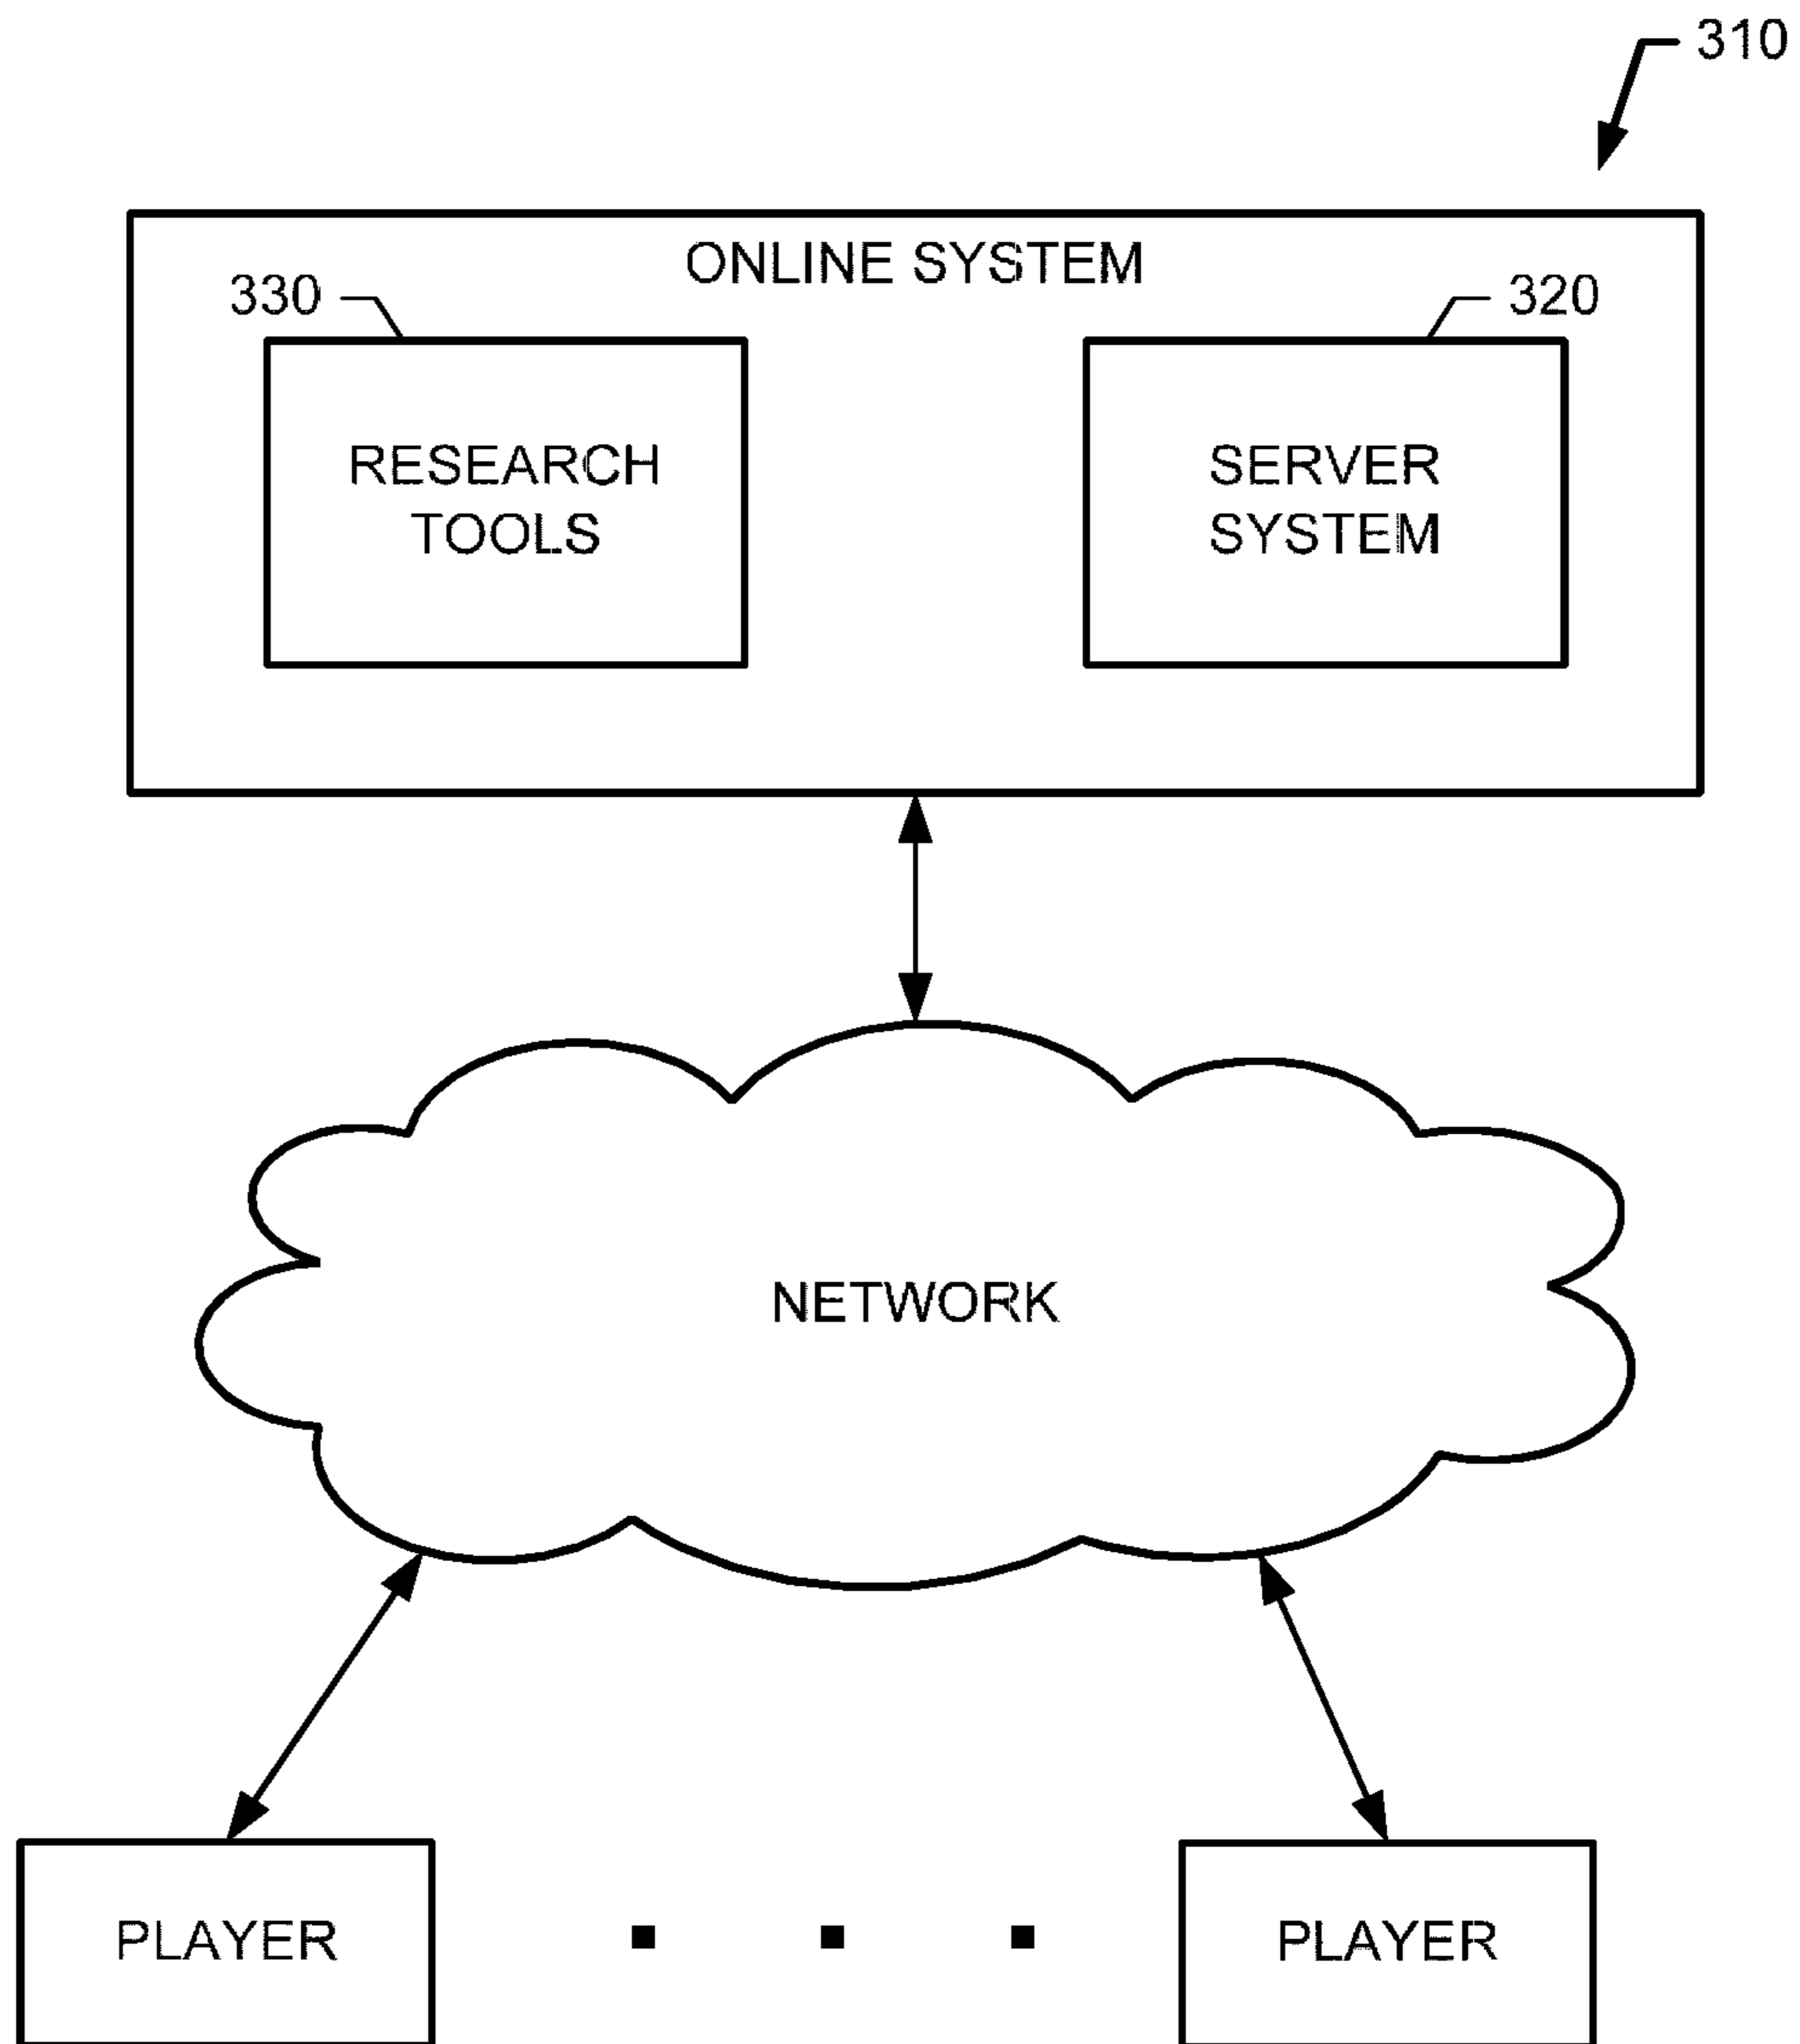 310
ONLINE SYSTEM
330
320
RESEARCH
TOOLS
SERVER
SYSTEM
NETWORK
PLAYER
PLAYER